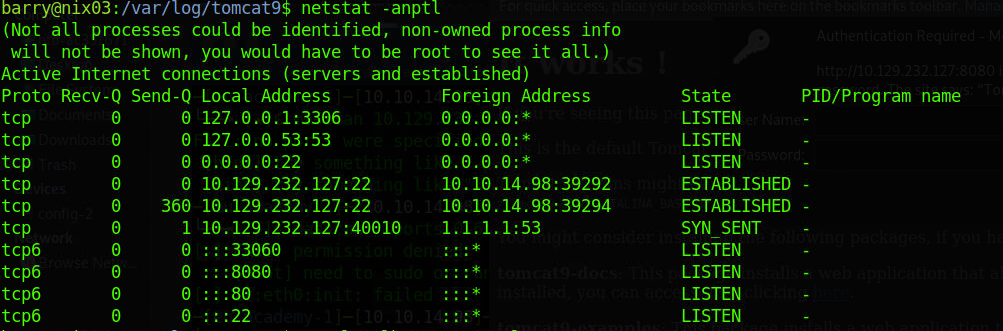 barry@nix03:/var/log/tomcat9$ netstat -anptl
(Not all processes could be identified, non-owned process info
 will not be shown, you would have to be root to see it all.)
Active Internet connections (servers and established)
Proto Recv-Q Send-Q Local Address           Foreign Address         State       PID/Program name
tcp        0      0 127.0.0.1:3306          0.0.0.0:*               LISTEN      -
tcp        0      0 127.0.0.53:53           0.0.0.0:*               LISTEN      -
tcp        0      0 0.0.0.0:22              0.0.0.0:*               LISTEN      -
tcp        0      0 10.129.232.127:22       10.10.14.98:39292       ESTABLISHED -
tcp        0    360 10.129.232.127:22       10.10.14.98:39294       ESTABLISHED -
tcp        0      1 10.129.232.127:40010    1.1.1.1:53              SYN_SENT    -
tcp6       0      0 :::33060                :::*                    LISTEN      -
tcp6       0      0 :::8080                 :::*                    LISTEN      -
tcp6       0      0 :::80                   :::*                    LISTEN      -
tcp6       0      0 :::22                   :::*                    LISTEN      -